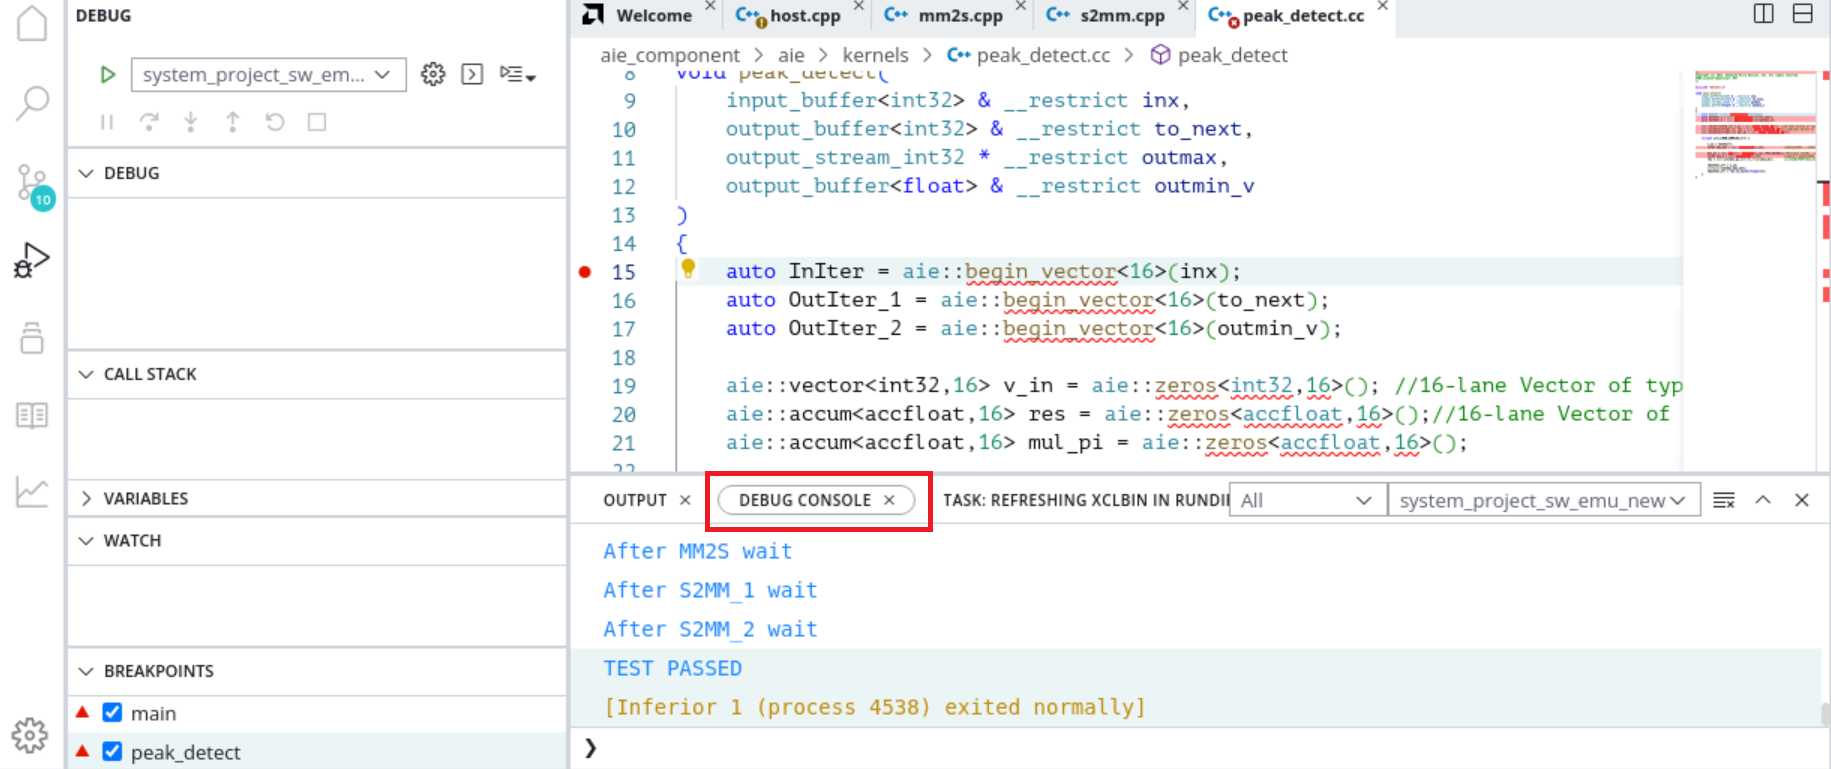 DEBUG
system_project_sw_em...
10
DEBUG
CALL STACK
VARIABLES
WATCH
BREAKPOINTS
main
peak_detect
Welcome × C++ host.cpp × C++ mm2s.cpp × C++ s2mm.cpp × C++ peak_detect.cc ×
aie_component > aie > kernels > C++ peak_detect.cc > peak_detect
8 void peak_detect(
9 input_buffer<int32> & __restrict inx,
10 output_buffer<int32> & __restrict to_next,
11 output_stream_int32 * __restrict outmax,
12 output_buffer<float> & __restrict outmin_v
13 )
14 {
15 auto InIter = aie::begin_vector<16>(inx);
16 auto OutIter_1 = aie::begin_vector<16>(to_next);
17 auto OutIter_2 = aie::begin_vector<16>(outmin_v);
18
19 aie::vector<int32,16> v_in = aie::zeros<int32,16>(); //16-lane Vector of typ
20 aie::accum<accfloat,16> res = aie::zeros<accfloat,16>();//16-lane Vector of
21 aie::accum<accfloat,16> mul_pi = aie::zeros<accfloat,16>();
22
OUTPUT × DEBUG CONSOLE × TASK: REFRESHING XCLBIN IN RUNDI All system_project_sw_emu_new
After MM2S wait
After S2MM_1 wait
After S2MM_2 wait
TEST PASSED
[Inferior 1 (process 4538) exited normally]
❯